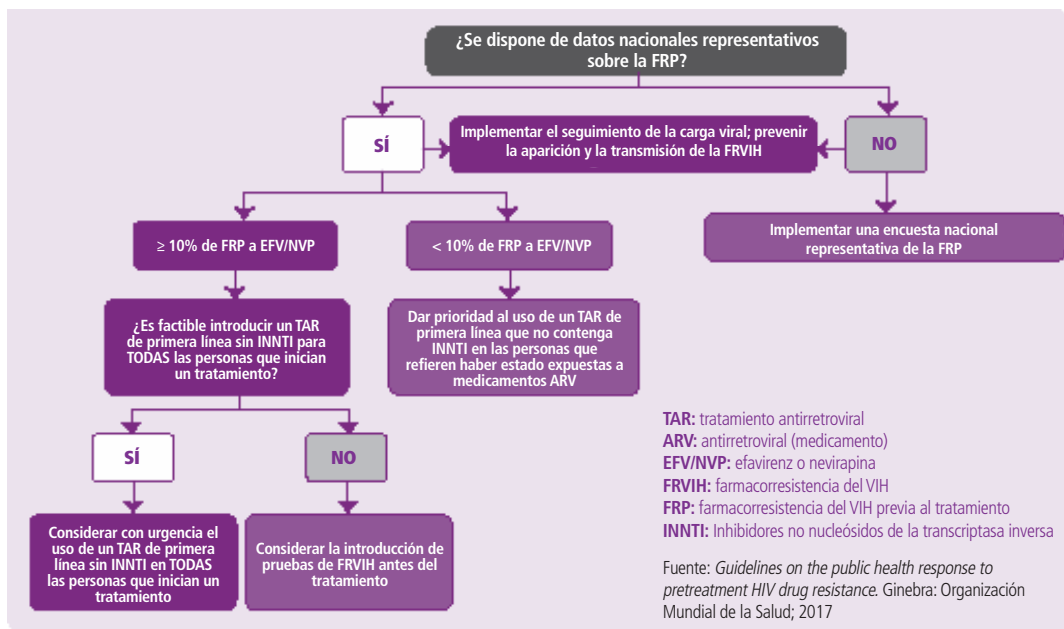 ¿Se dispone de datos nacionales representativos
sobre la FRP?
SÍ
Implementar el seguimiento de la carga viral; prevenir
la aparición y la transmisión de la FRVIH
NO
≥ 10% de FRP a EFV/NVP
< 10% de FRP a EFV/NVP
Implementar una encuesta nacional
representativa de la FRP
¿Es factible introducir un TAR
de primera línea sin INNTI para
TODAS las personas que inician
un tratamiento?
Dar prioridad al uso de un TAR de
primera línea que no contenga
INNTI en las personas que
refieren haber estado expuestas a
medicamentos ARV
SÍ
NO
Considerar con urgencia el
uso de un TAR de primera
línea sin INNTI en TODAS
las personas que inician un
tratamiento
Considerar la introducción de
pruebas de FRVIH antes del
tratamiento
TAR: tratamiento antirretroviral
ARV: antirretroviral (medicamento)
EFV/NVP: efavirenz o nevirapina
FRVIH: farmacorresistencia del VIH
FRP: farmacorresistencia del VIH previa al tratamiento
INNTI: Inhibidores no nucleósidos de la transcriptasa inversa
Fuente: Guidelines on the public health response to
pretreatment HIV drug resistance. Ginebra: Organización
Mundial de la Salud; 2017